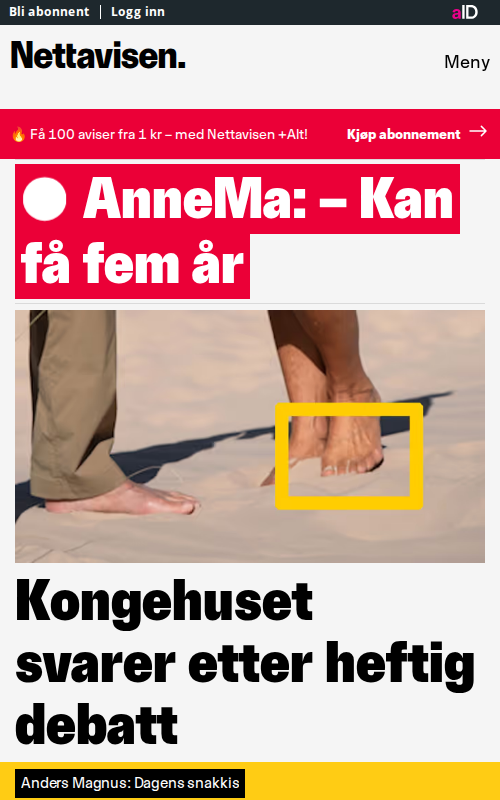 Bli abonnent | Logg inn
aID
Nettavisen.
Meny
🔥 Få 100 aviser fra 1 kr – med Nettavisen +Alt!
Kjøp abonnement →
AnneMa: – Kan
få fem år
Kongehuset
svarer etter heftig
debatt
Anders Magnus: Dagens snakkis